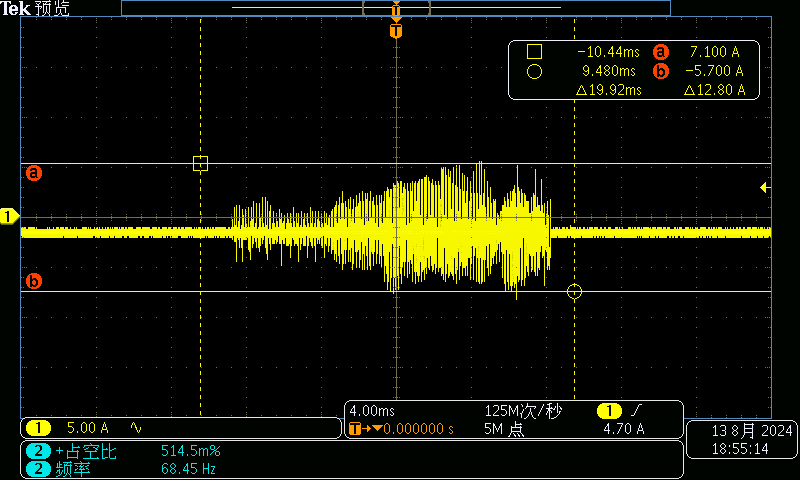 Tek 预览
T
T
−10.44ms a 7.100 A
9.480ms b −5.700 A
△19.92ms △12.80 A
a
1
b
1 5.00 A ∿
4.00ms 125M次/秒 1
T→▼0.000000 s 5M 点 4.70 A
2 +占空比 514.5m%
2 频率 68.45 Hz
13 8月 2024
18:55:14